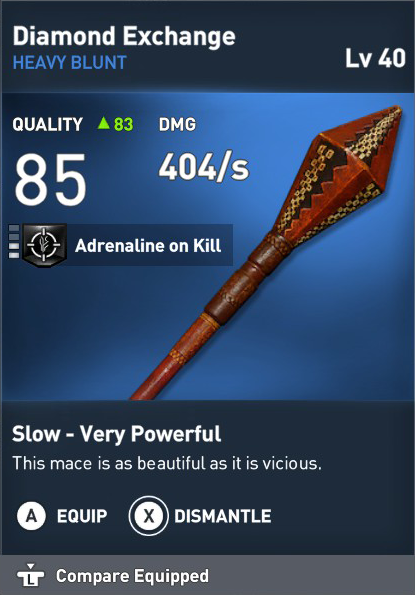 Diamond Exchange
HEAVY BLUNT
Lv 40
QUALITY ▲ 83 DMG
85 404/s
Adrenaline on Kill
Slow - Very Powerful
This mace is as beautiful as it is vicious.
A EQUIP X DISMANTLE
L Compare Equipped